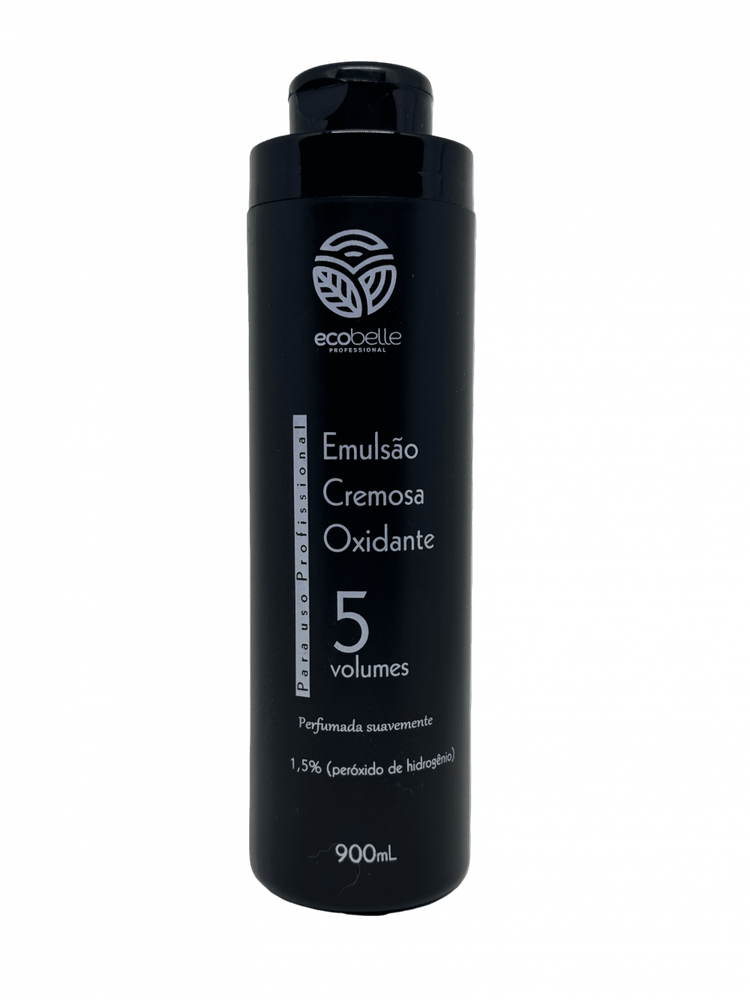 ecobelle
PROFESSIONAL
Para uso Profissional
Emulsão
Cremosa
Oxidante
5
volumes
Perfumada suavemente
1,5% (peróxido de hidrogênio)
900mL